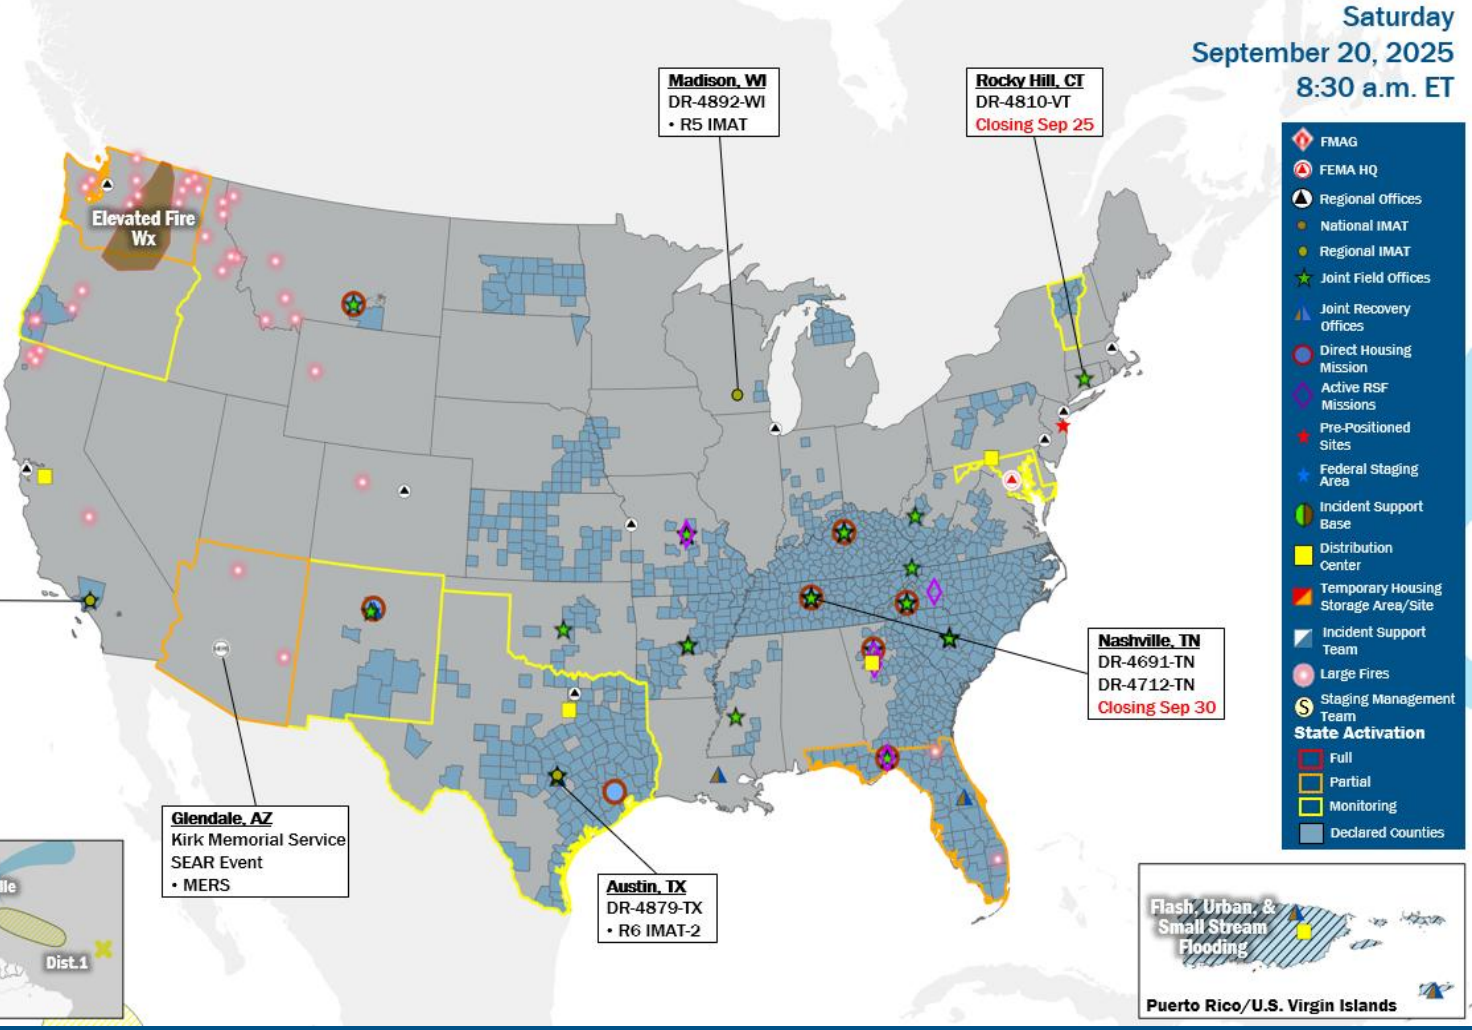 Saturday
September 20, 2025
8:30 a.m. ET
Madison, WI
DR-4892-WI
• R5 IMAT
Rocky Hill, CT
DR-4810-VT
Closing Sep 25
Elevated Fire
Wx
FMAG
FEMA HQ
Regional Offices
National IMAT
Regional IMAT
Joint Field Offices
Joint Recovery
Offices
Direct Housing
Mission
Active RSF
Missions
Pre-Positioned
Sites
Federal Staging
Area
Incident Support
Base
Distribution
Center
Temporary Housing
Storage Area/Site
Incident Support
Team
Large Fires
S
Staging Management
Team
State Activation
Full
Partial
Monitoring
Declared Counties
Nashville, TN
DR-4691-TN
DR-4712-TN
Closing Sep 30
MERS
Glendale, AZ
Kirk Memorial Service
SEAR Event
• MERS
Austin, TX
DR-4879-TX
• R6 IMAT-2
lle
Dist.1
Flash, Urban, &
Small Stream
Flooding
Puerto Rico/U.S. Virgin Islands